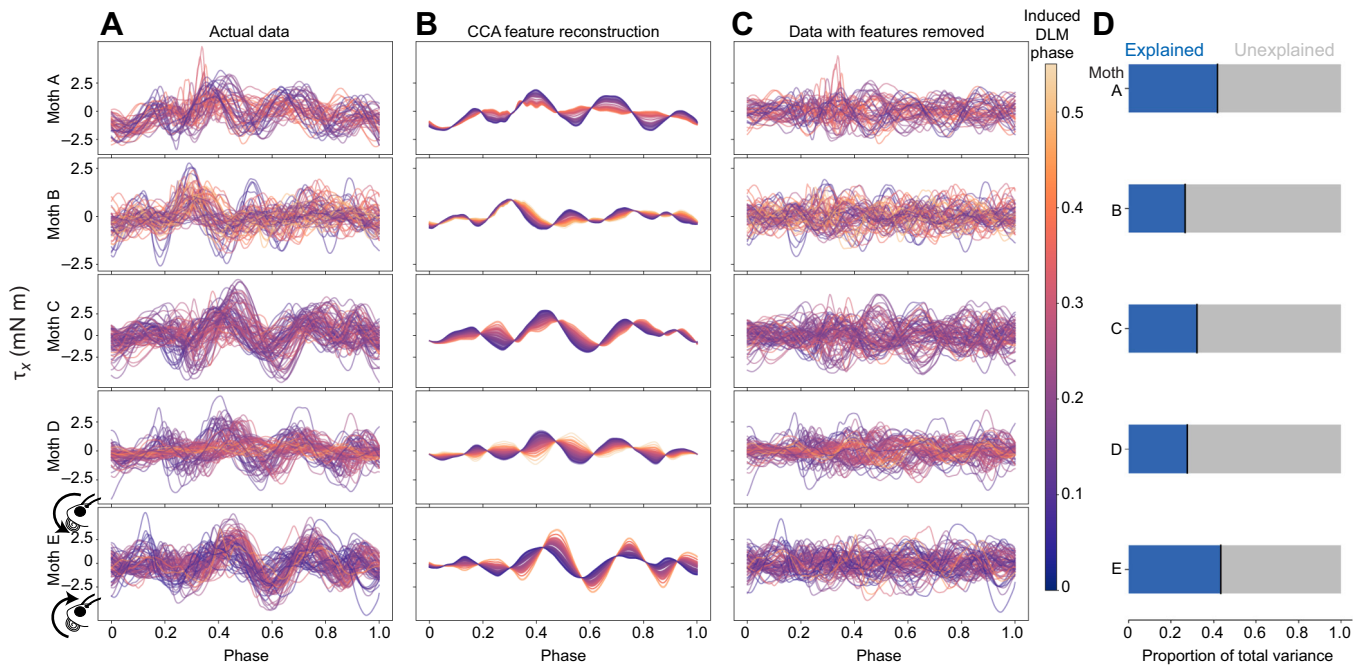 A
Actual data
B
CCA feature reconstruction
C
Data with features removed
Induced
DLM
phase
D
Explained
Unexplained
τx (mN m)
Moth A
2.5
0
–2.5
Moth B
2.5
0
–2.5
Moth C
2.5
0
–2.5
Moth D
2.5
0
–2.5
Moth E
2.5
0
–2.5
0 0.2 0.4 0.6 0.8 1.0
Phase
0 0.2 0.4 0.6 0.8 1.0
Phase
0 0.2 0.4 0.6 0.8 1.0
Phase
0.5
0.4
0.3
0.2
0.1
0
Moth
A
B
C
D
E
0 0.2 0.4 0.6 0.8 1.0
Proportion of total variance